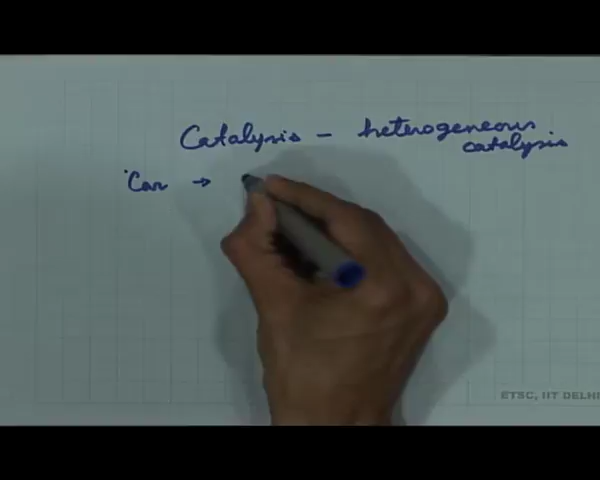 Catalysis - heterogeneous
catalysis
Car →
ETSC, IIT DELHI